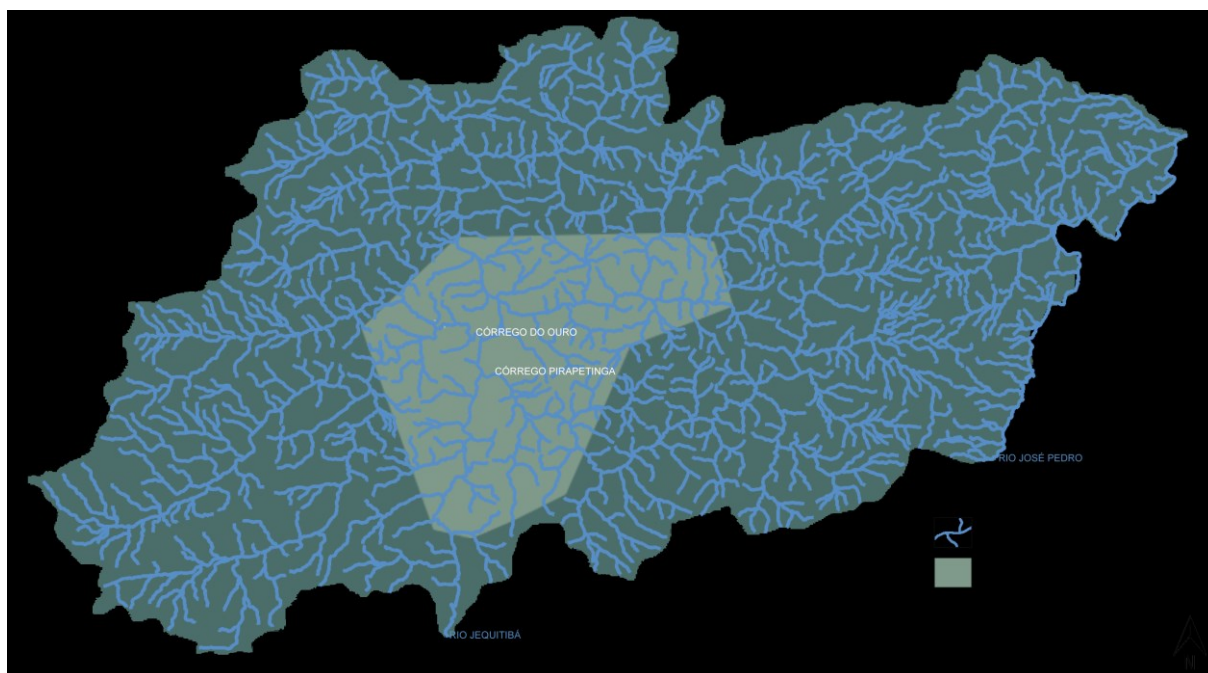 CÓRREGO DO OURO
CÓRREGO PIRAPETINGA
RIO JOSÉ PEDRO
RIO JEQUITIBÁ
N